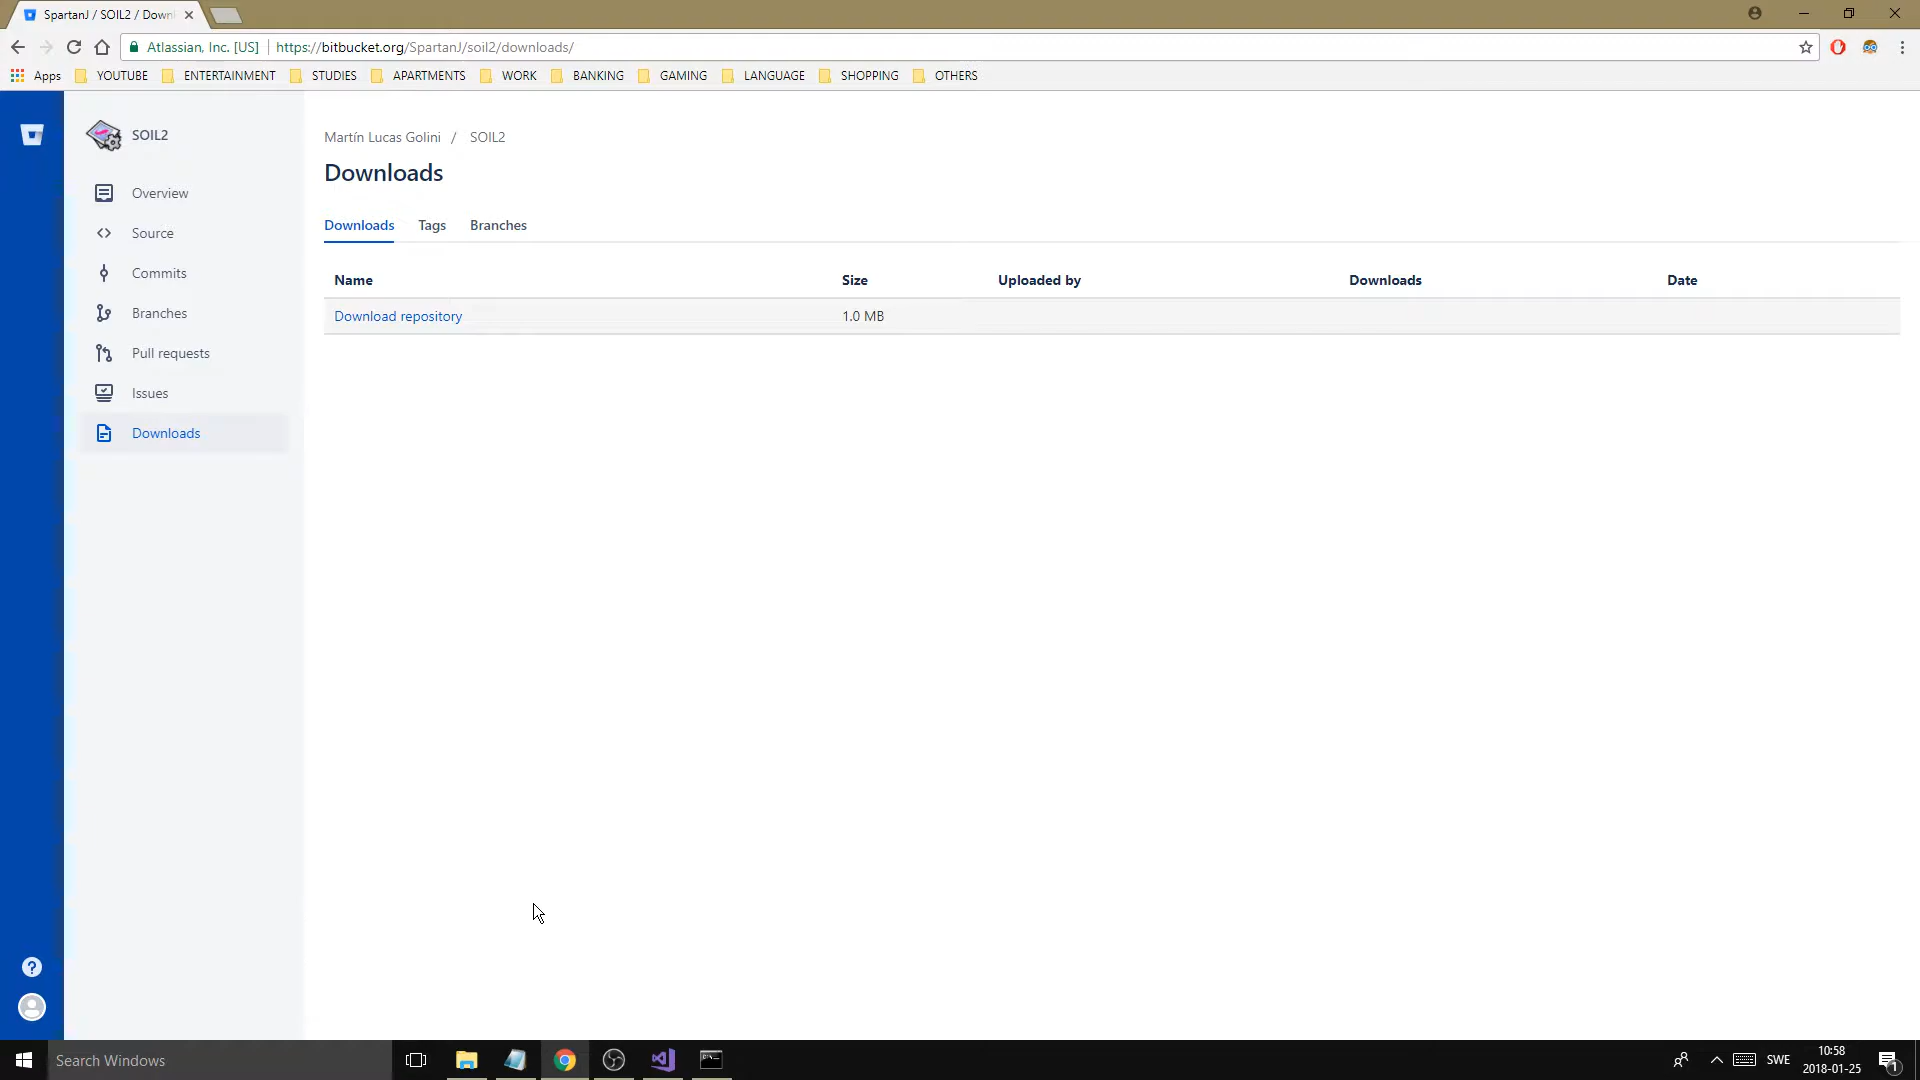 SpartanJ / SOIL2 / Down
Atlassian, Inc. [US] https://bitbucket.org/SpartanJ/soil2/downloads/
Apps YOUTUBE ENTERTAINMENT STUDIES APARTMENTS WORK BANKING GAMING LANGUAGE SHOPPING OTHERS
SOIL2
Overview
Source
Commits
Branches
Pull requests
Issues
Downloads
Martín Lucas Golini / SOIL2
Downloads
Downloads Tags Branches
Name Size Uploaded by Downloads Date
Download repository 1.0 MB
Search Windows
SWE
10:58
2018-01-25
1